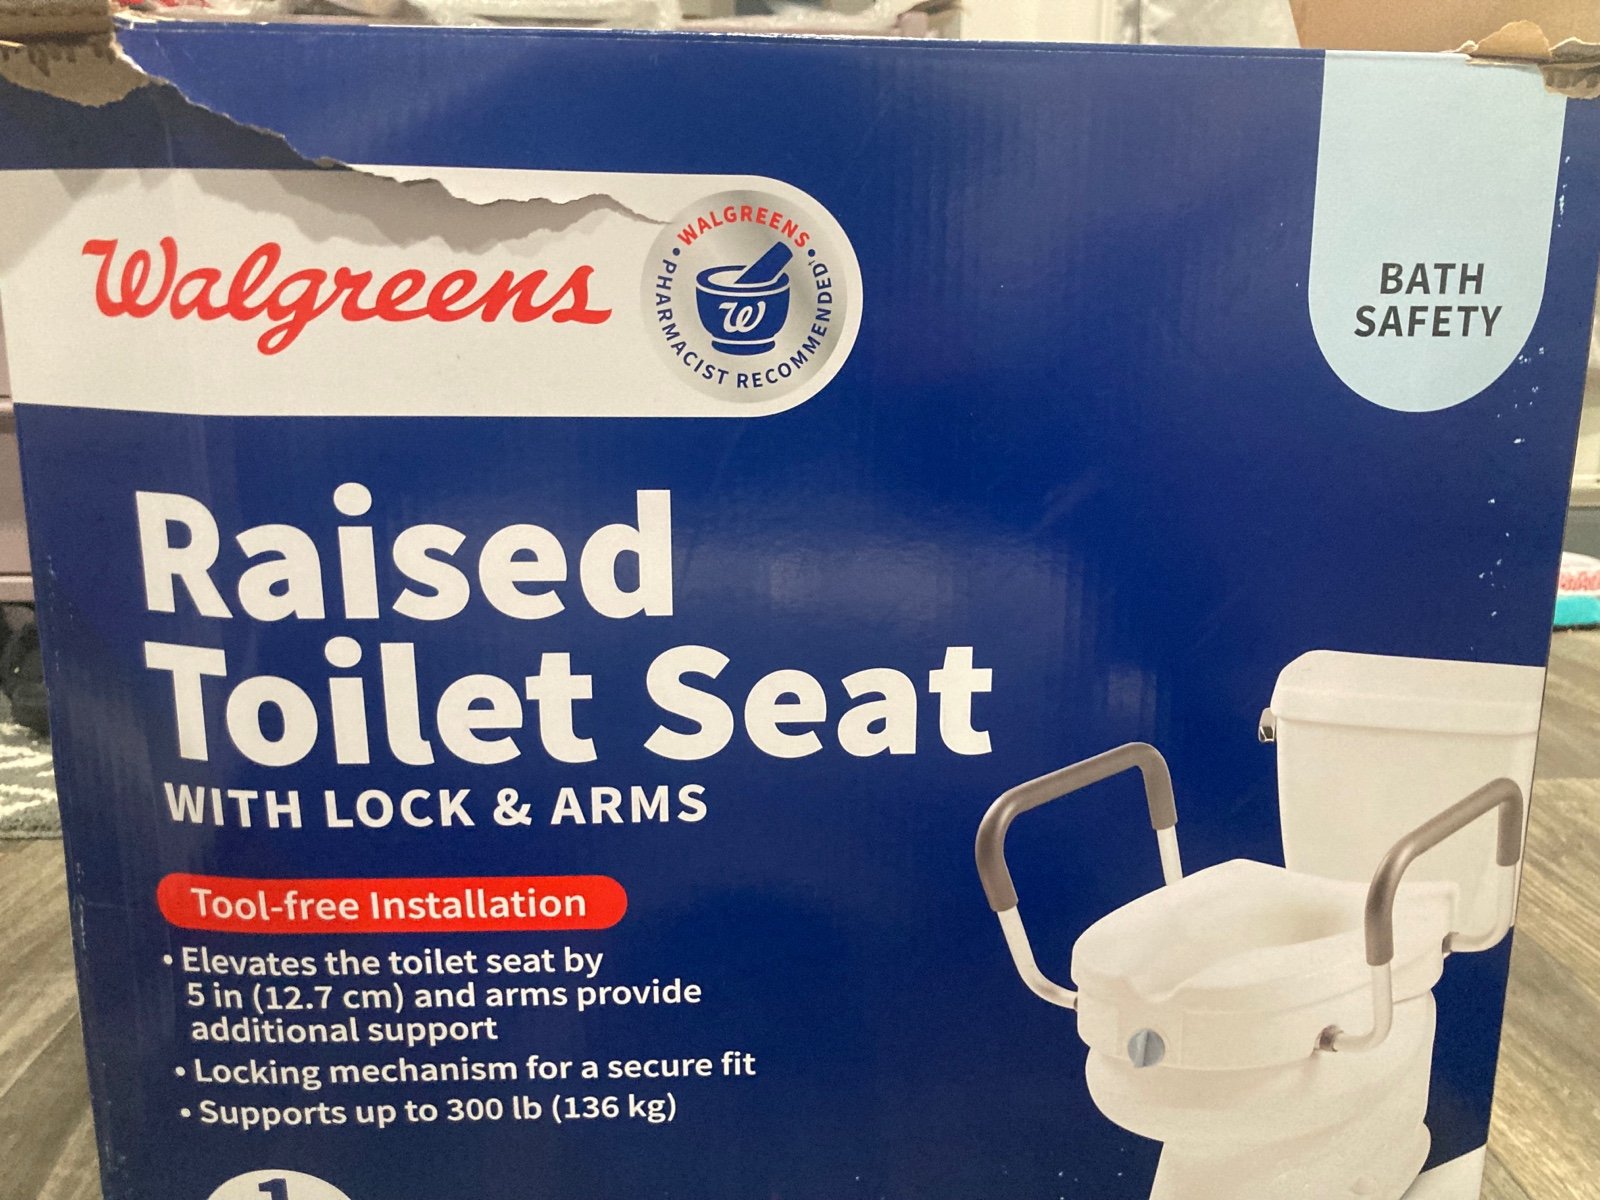 Walgreens
WALGREENS
PHARMACIST RECOMMENDED†
W
BATH
SAFETY
Raised
Toilet Seat
WITH LOCK & ARMS
Tool-free Installation
• Elevates the toilet seat by
5 in (12.7 cm) and arms provide
additional support
• Locking mechanism for a secure fit
• Supports up to 300 lb (136 kg)
1